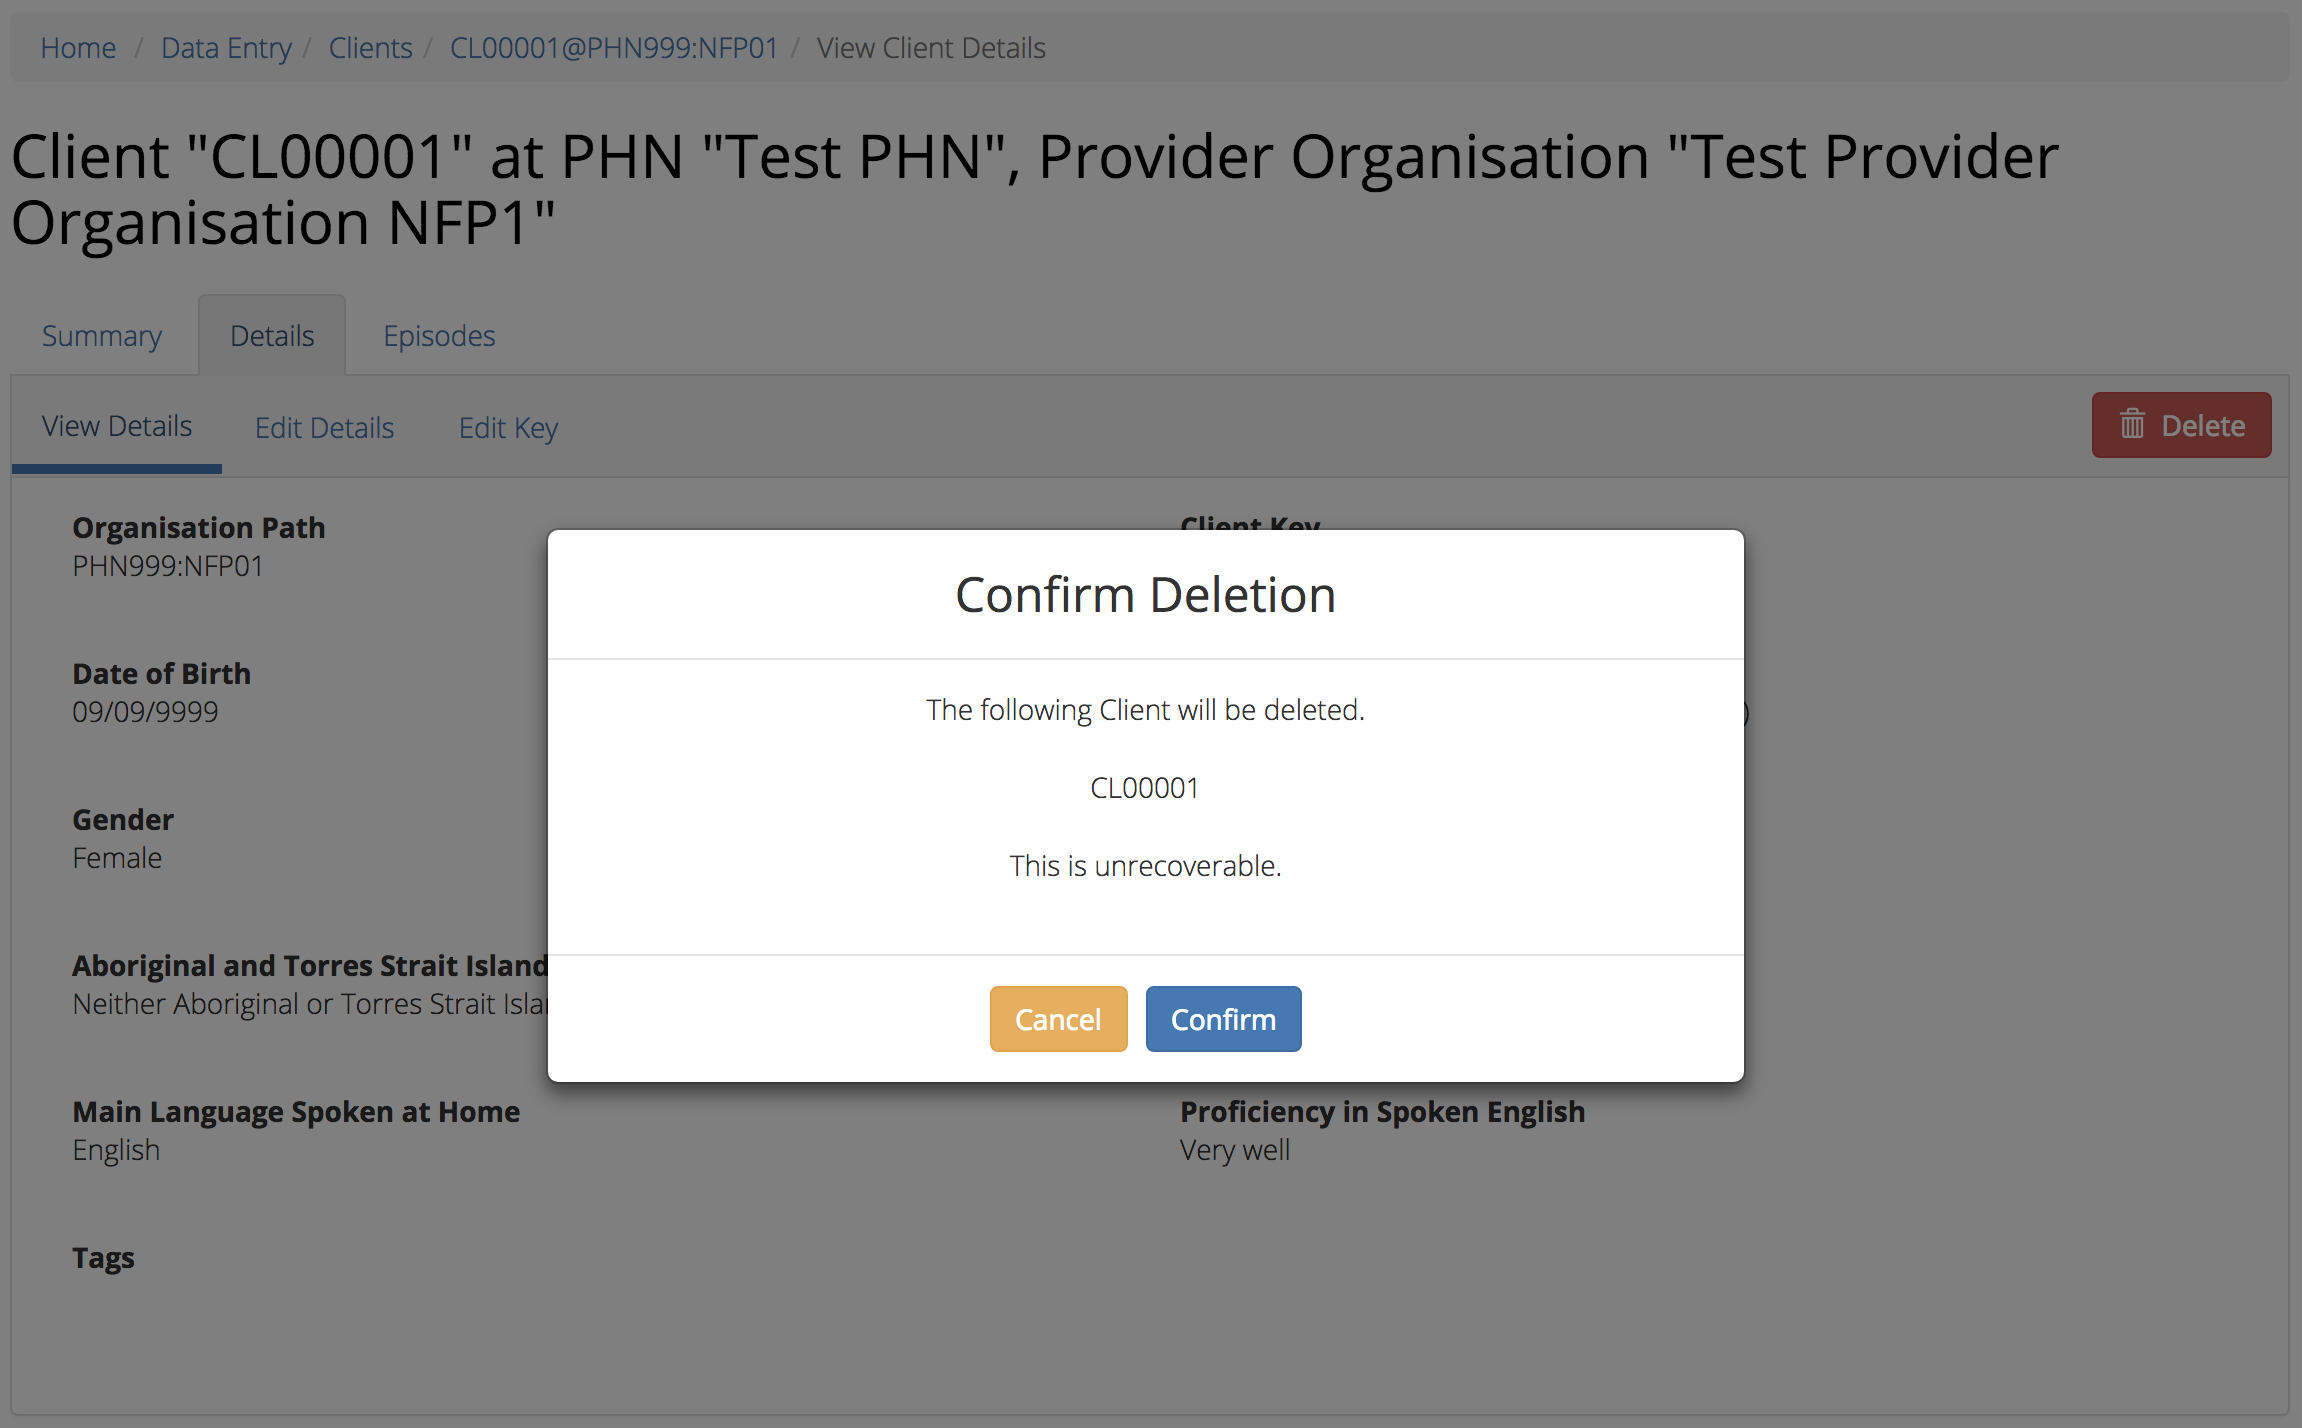 Home / Data Entry / Clients / CL00001@PHN999:NFP01 / View Client Details
Client "CL00001" at PHN "Test PHN", Provider Organisation "Test Provider
Organisation NFP1"
Summary Details Episodes
View Details Edit Details Edit Key Delete
Organisation Path
PHN999:NFP01
Client Key
Date of Birth
09/09/9999
)
Gender
Female
Aboriginal and Torres Strait
Neither Aboriginal or Torres Strait
Main Language Spoken at Home
English
Proficiency in Spoken English
Very well
Tags
Confirm Deletion
The following Client will be deleted.
CL00001
This is unrecoverable.
Cancel Confirm